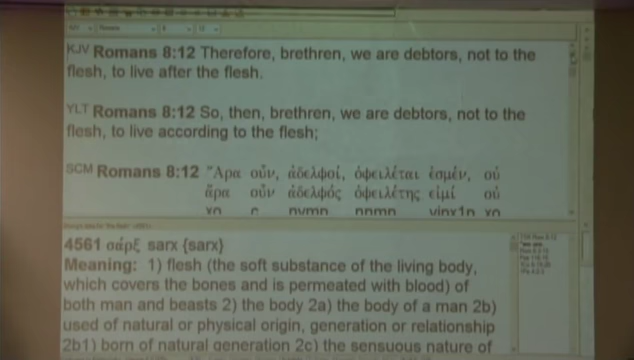 KJV Romans 8:12 Therefore, brethren, we are debtors, not to the
flesh, to live after the flesh.
YLT Romans 8:12 So, then, brethren, we are debtors, not to the
flesh, to live according to the flesh;
SCM Romans 8:12 Ἄρα οὖν, ἀδελφοί, ὀφειλέται ἐσμέν, οὐ
ἄρα οὖν ἀδελφός ὀφειλέτης εἰμί οὐ
4561 σάρξ sarx {sarx}
Meaning: 1) flesh (the soft substance of the living body,
which covers the bones and is permeated with blood) of
both man and beasts 2) the body 2a) the body of a man 2b)
used of natural or physical origin, generation or relationship
2b1) born of natural generation 2c) the sensuous nature of